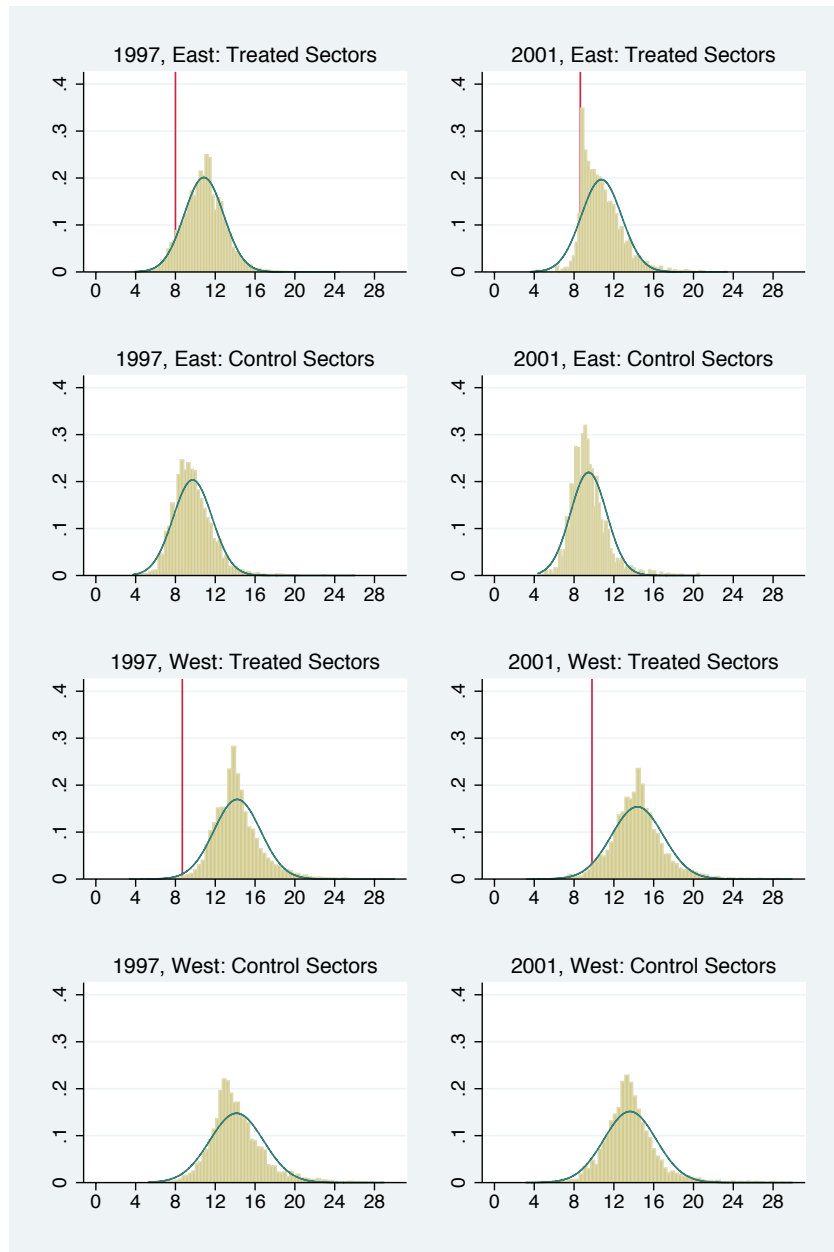 1997, East: Treated Sectors
.4
.3
.2
.1
0
0 4 8 12 16 20 24 28
2001, East: Treated Sectors
.4
.3
.2
.1
0
0 4 8 12 16 20 24 28
1997, East: Control Sectors
.4
.3
.2
.1
0
0 4 8 12 16 20 24 28
2001, East: Control Sectors
.4
.3
.2
.1
0
0 4 8 12 16 20 24 28
1997, West: Treated Sectors
.4
.3
.2
.1
0
0 4 8 12 16 20 24 28
2001, West: Treated Sectors
.4
.3
.2
.1
0
0 4 8 12 16 20 24 28
1997, West: Control Sectors
.4
.3
.2
.1
0
0 4 8 12 16 20 24 28
2001, West: Control Sectors
.4
.3
.2
.1
0
0 4 8 12 16 20 24 28